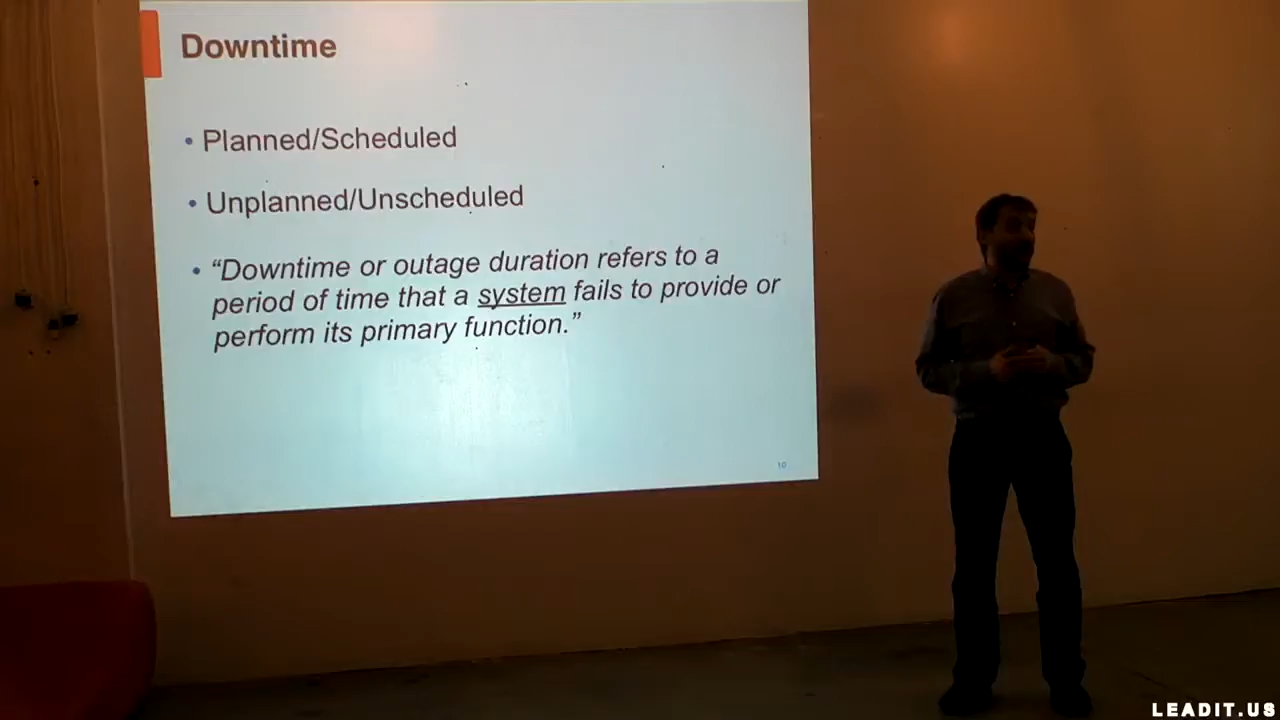 Downtime
• Planned/Scheduled
• Unplanned/Unscheduled
• “Downtime or outage duration refers to a
period of time that a system fails to provide or
perform its primary function.”
10
LEADIT.US